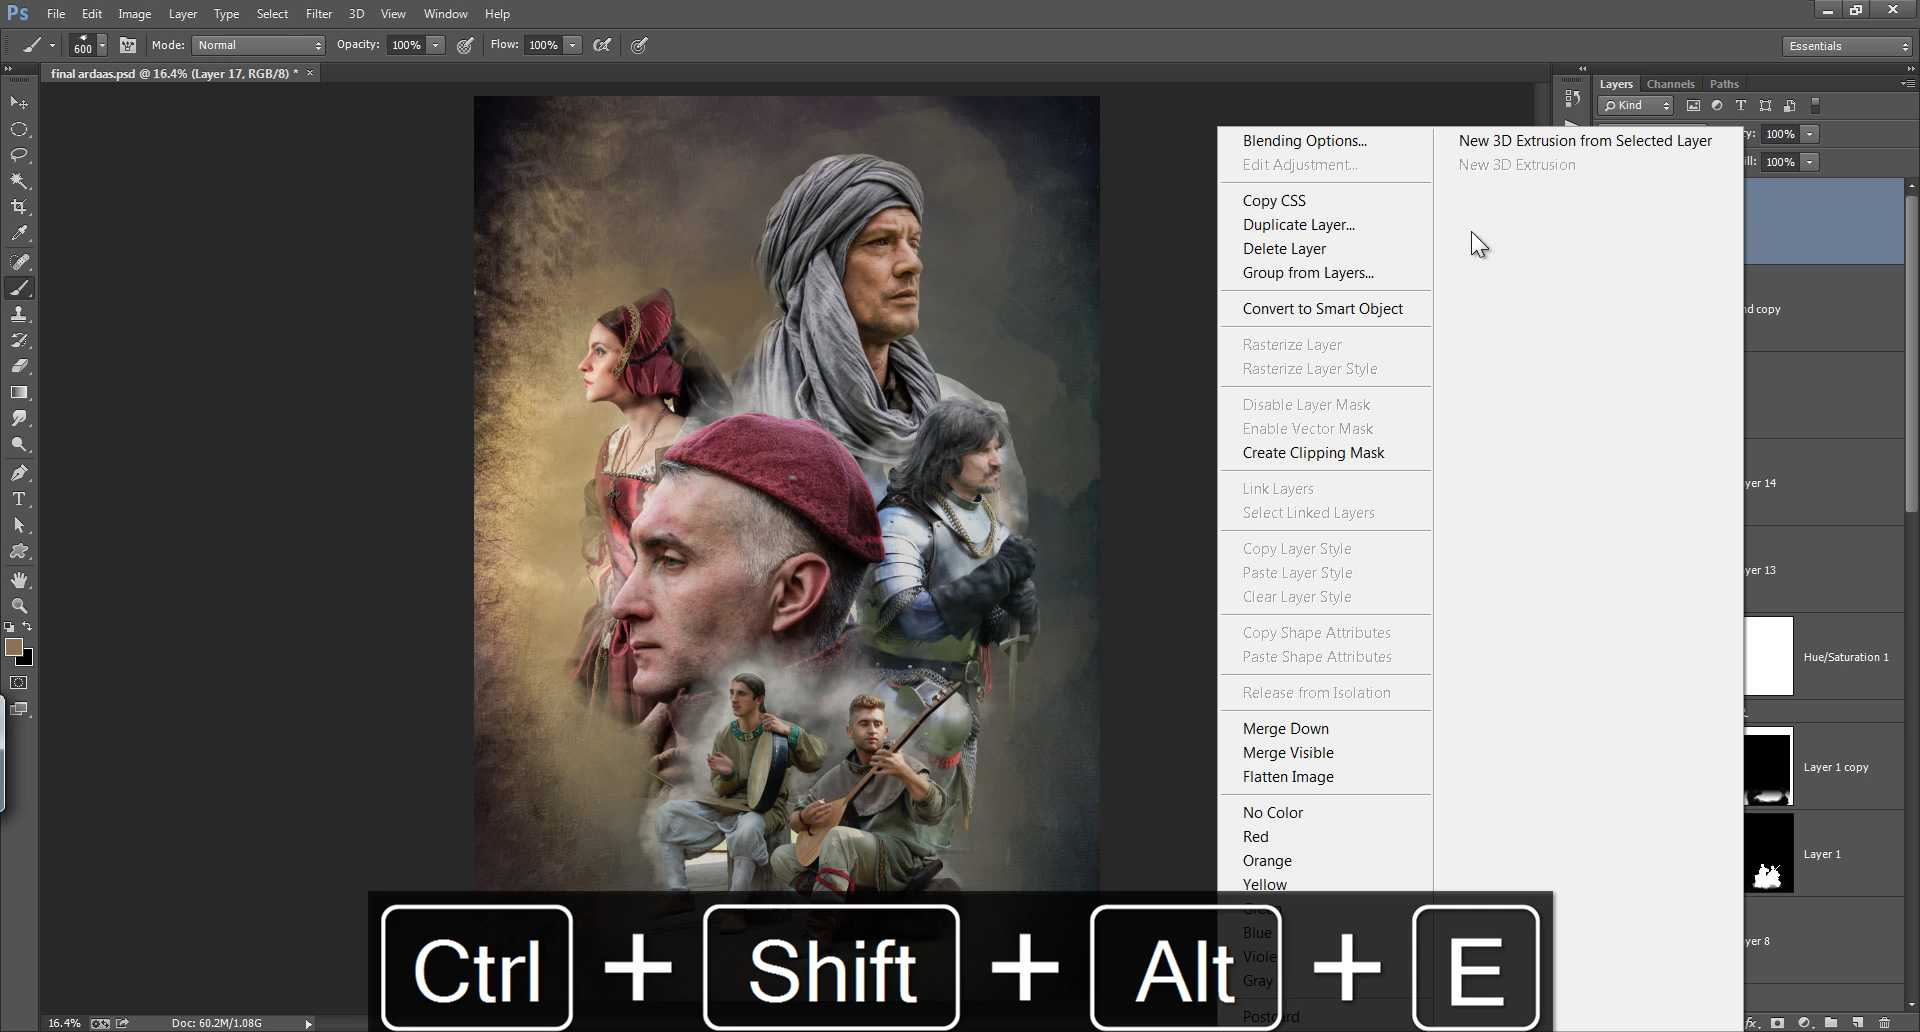 Ps File Edit Image Layer Type Select Filter 3D View Window Help
600 Mode: Normal Opacity: 100% Flow: 100% Essentials
final ardaas.psd @ 16.4% (Layer 17, RGB/8) * ×
Layers Channels Paths
Kind
100%
100%
Blending Options...
Edit Adjustment...
Copy CSS
Duplicate Layer...
Delete Layer
Group from Layers...
Convert to Smart Object
Rasterize Layer
Rasterize Layer Style
Disable Layer Mask
Enable Vector Mask
Create Clipping Mask
Link Layers
Select Linked Layers
Copy Layer Style
Paste Layer Style
Clear Layer Style
Copy Shape Attributes
Paste Shape Attributes
Release from Isolation
Merge Down
Merge Visible
Flatten Image
No Color
Red
Orange
Yellow
Green
Blue
Viole
Gray
Postcard
New 3D Extrusion from Selected Layer
New 3D Extrusion
nd copy
yer 14
yer 13
Hue/Saturation 1
Layer 1 copy
Layer 1
yer 8
Ctrl + Shift + Alt + E
16.4% Doc: 60.2M/1.08G